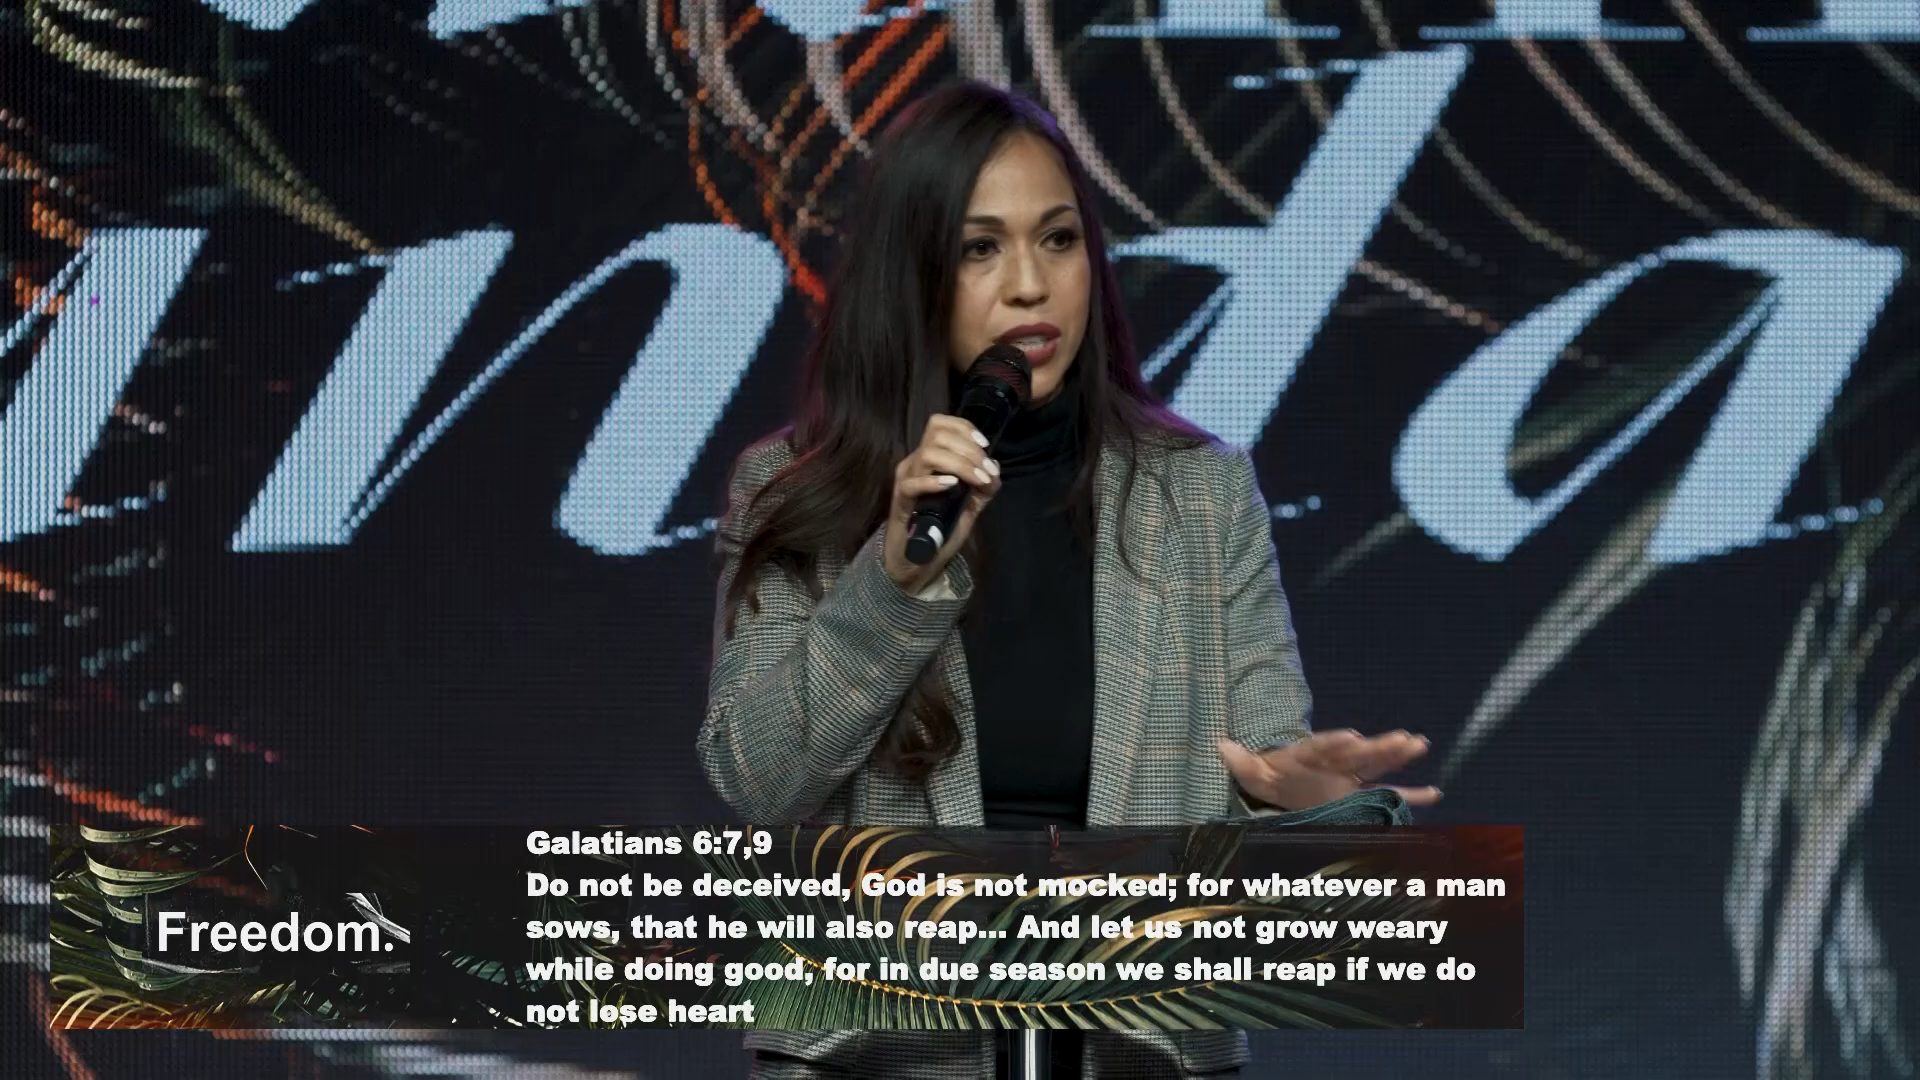 nda
Freedom.
Galatians 6:7,9
Do not be deceived, God is not mocked; for whatever a man
sows, that he will also reap... And let us not grow weary
while doing good, for in due season we shall reap if we do
not lose heart